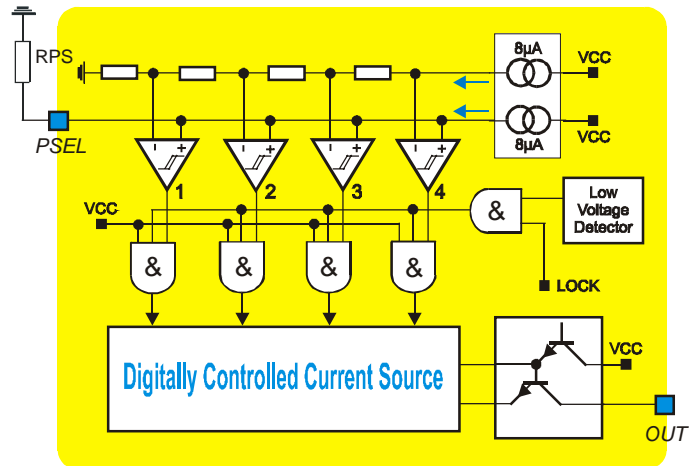 RPS
8µA
VCC
VCC
8µA
PSEL
- +
- +
- +
- +
1
2
3
4
VCC
&
Low
Voltage
Detector
LOCK
&
&
&
&
Digitally Controlled Current Source
VCC
OUT